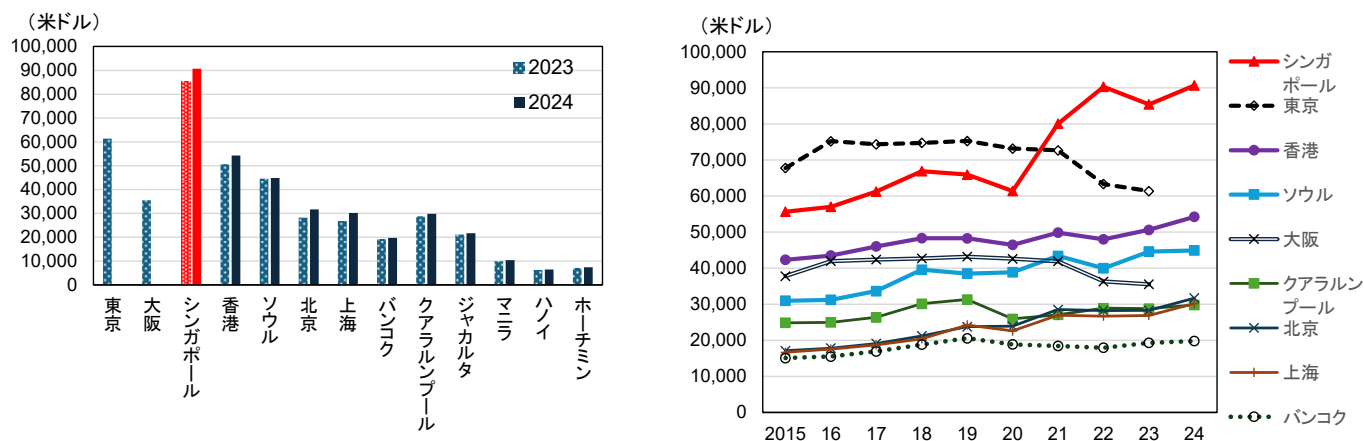 （米ドル）
100,000
90,000
80,000
70,000
60,000
50,000
40,000
30,000
20,000
10,000
0
2023
2024
東京
大阪
シンガポール
香港
ソウル
北京
上海
バンコク
クアラルンプール
ジャカルタ
マニラ
ハノイ
ホーチミン
（米ドル）
100,000
90,000
80,000
70,000
60,000
50,000
40,000
30,000
20,000
10,000
0
2015 16 17 18 19 20 21 22 23 24
シンガ
ポール
東京
香港
ソウル
大阪
クアラルン
プール
北京
上海
バンコク